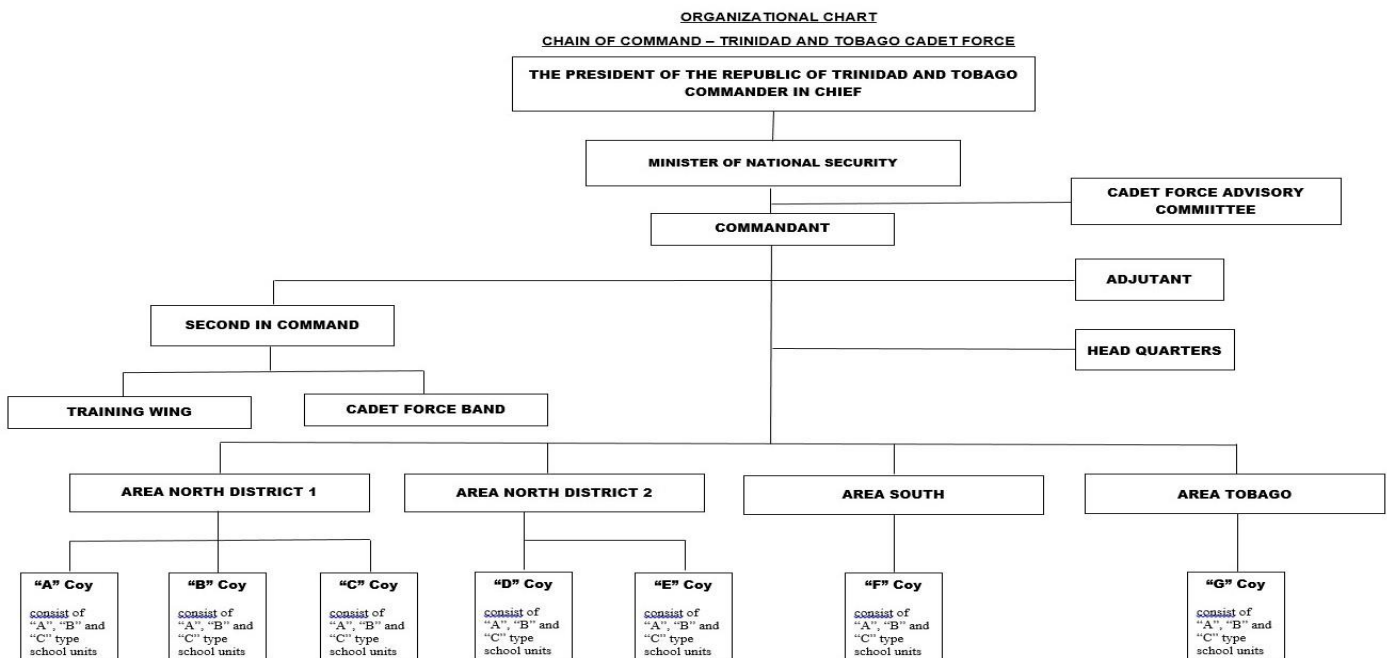 ORGANIZATIONAL CHART
CHAIN OF COMMAND – TRINIDAD AND TOBAGO CADET FORCE
THE PRESIDENT OF THE REPUBLIC OF TRINIDAD AND TOBAGO
COMMANDER IN CHIEF
MINISTER OF NATIONAL SECURITY
CADET FORCE ADVISORY
COMMIITTEE
COMMANDANT
ADJUTANT
SECOND IN COMMAND
HEAD QUARTERS
TRAINING WING
CADET FORCE BAND
AREA NORTH DISTRICT 1
AREA NORTH DISTRICT 2
AREA SOUTH
AREA TOBAGO
“A” Coy
consist of
“A”, “B” and
“C” type
school units
“B” Coy
consist of
“A”, “B” and
“C” type
school units
“C” Coy
consist of
“A”, “B” and
“C” type
school units
“D” Coy
consist of
“A”, “B” and
“C” type
school units
“E” Coy
consist of
“A”, “B” and
“C” type
school units
“F” Coy
consist of
“A”, “B” and
“C” type
school units
“G” Coy
consist of
“A”, “B” and
“C” type
school units